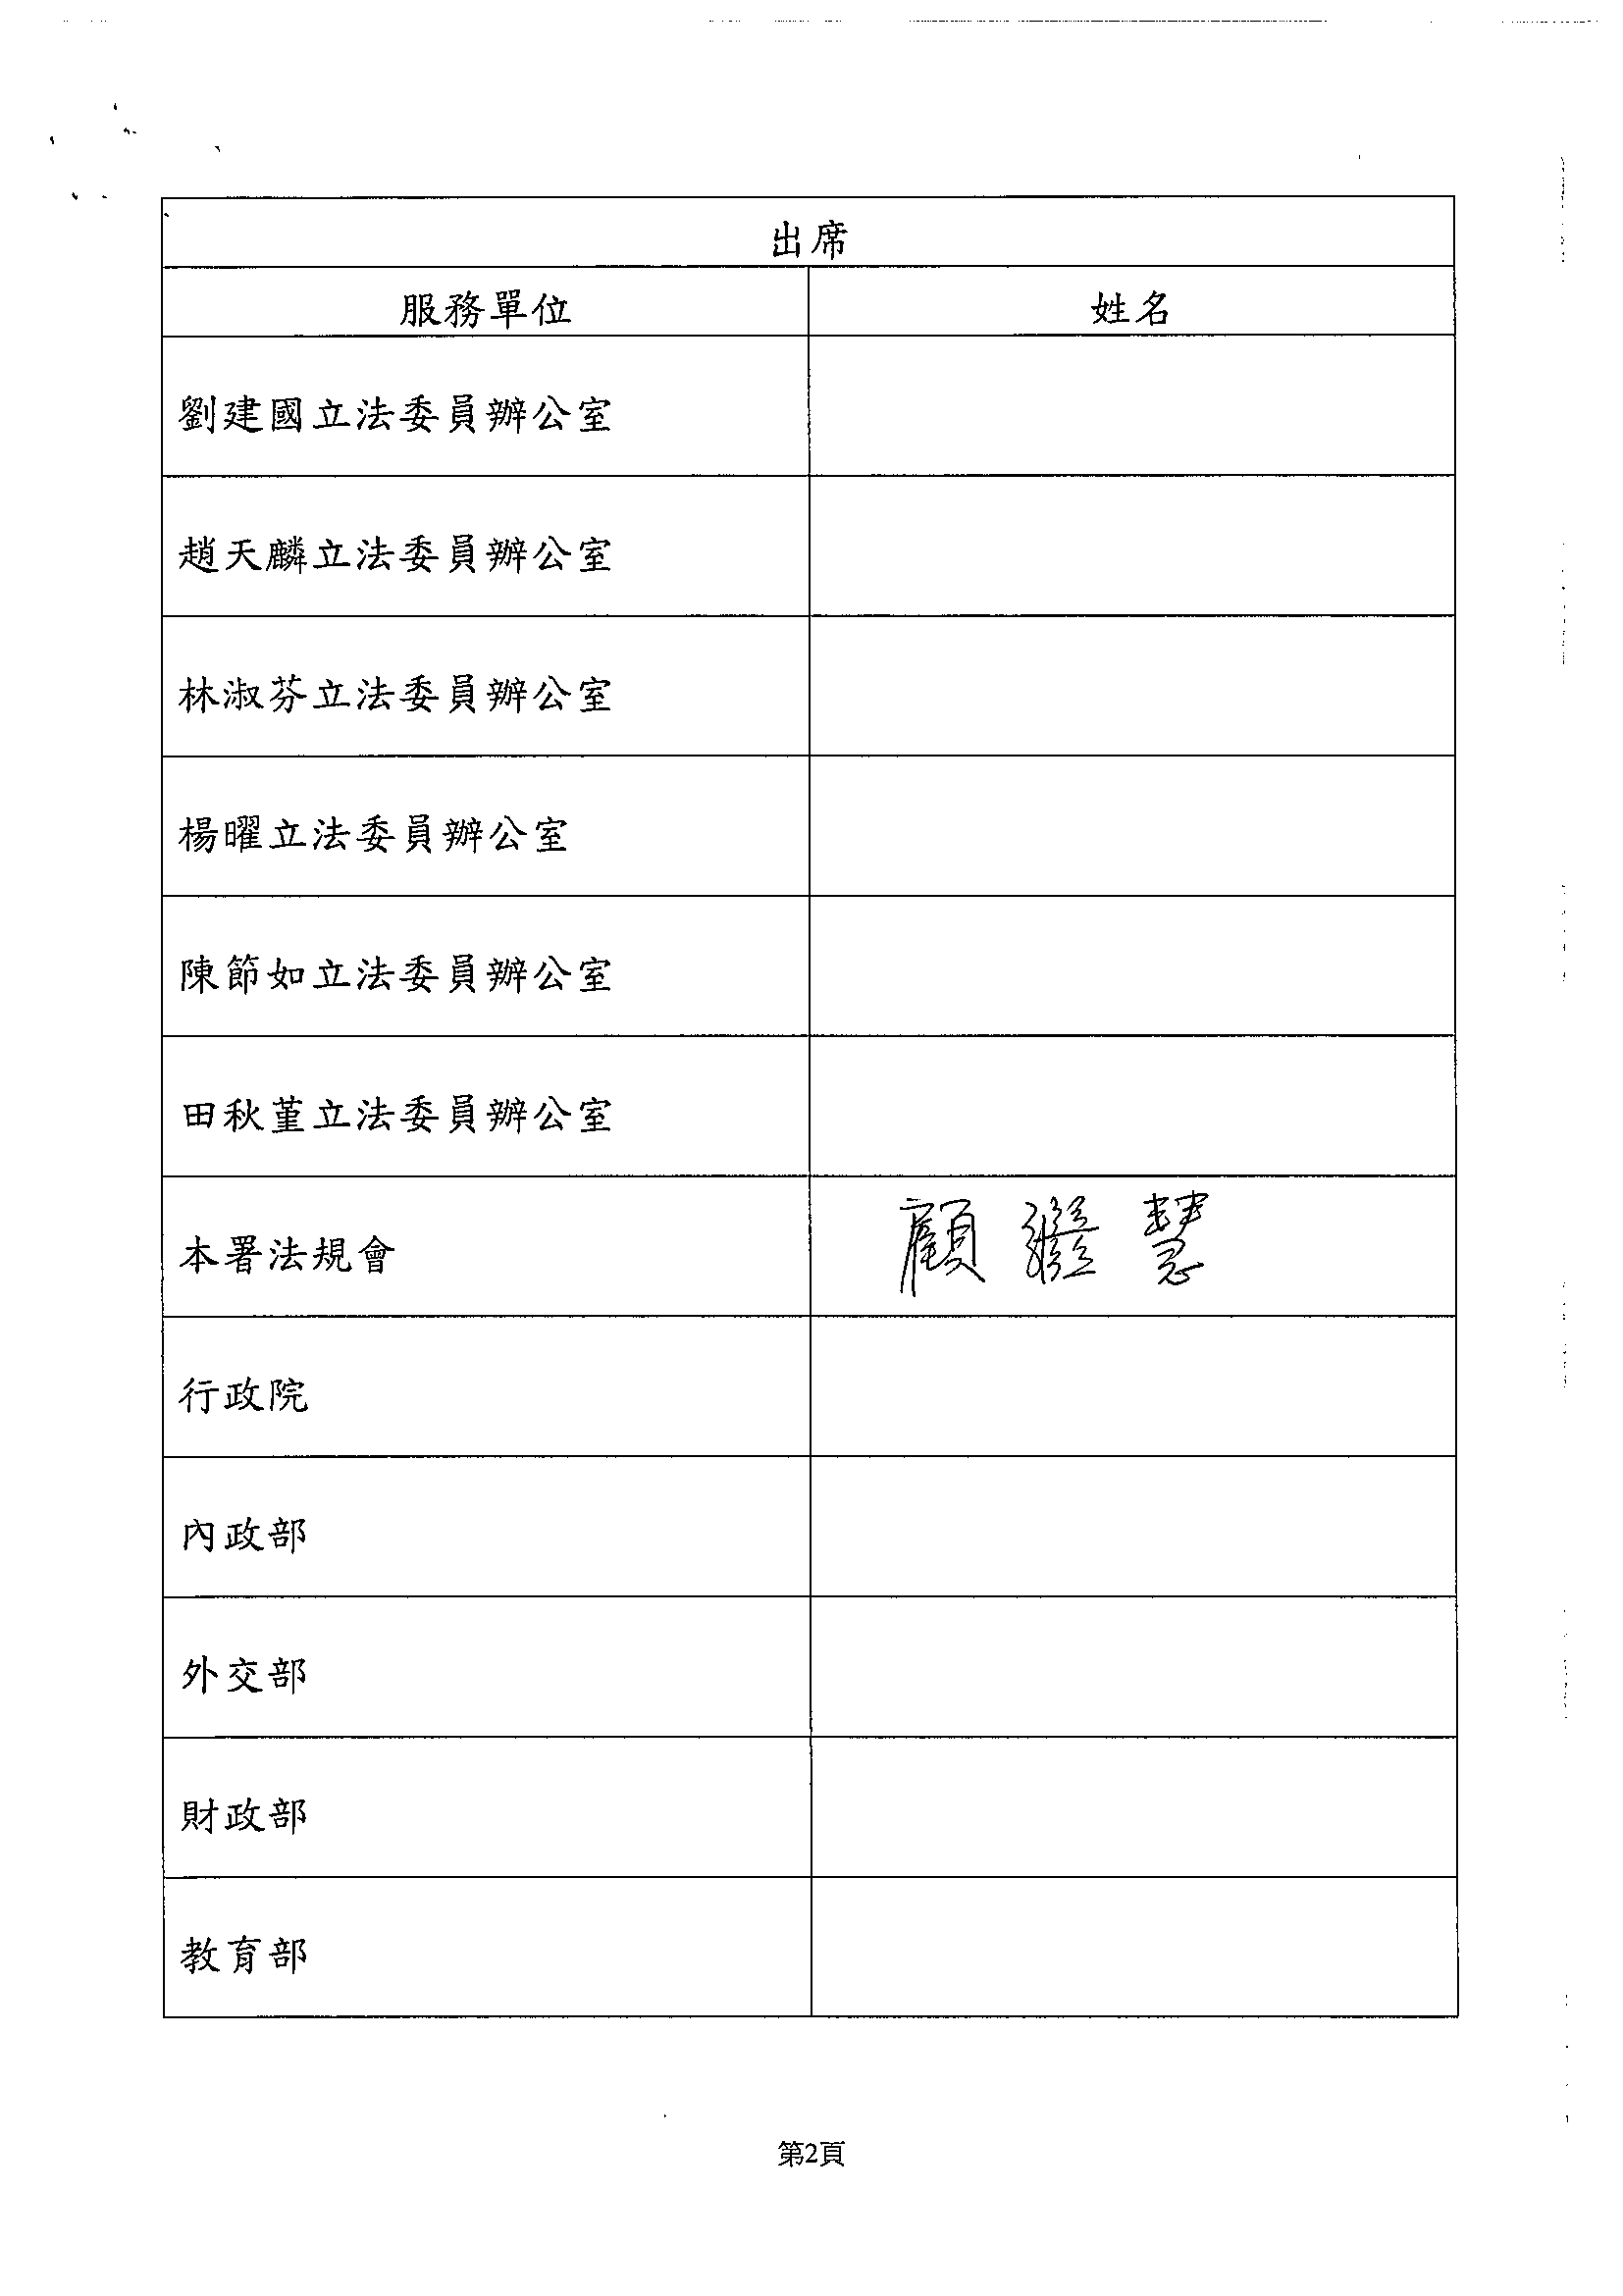 出席
服務單位 姓名
劉建國立法委員辦公室
趙天麟立法委員辦公室
林淑芬立法委員辦公室
楊曜立法委員辦公室
陳節如立法委員辦公室
田秋堇立法委員辦公室
本署法規會 顧繼慧
行政院
內政部
外交部
財政部
教育部
第2頁